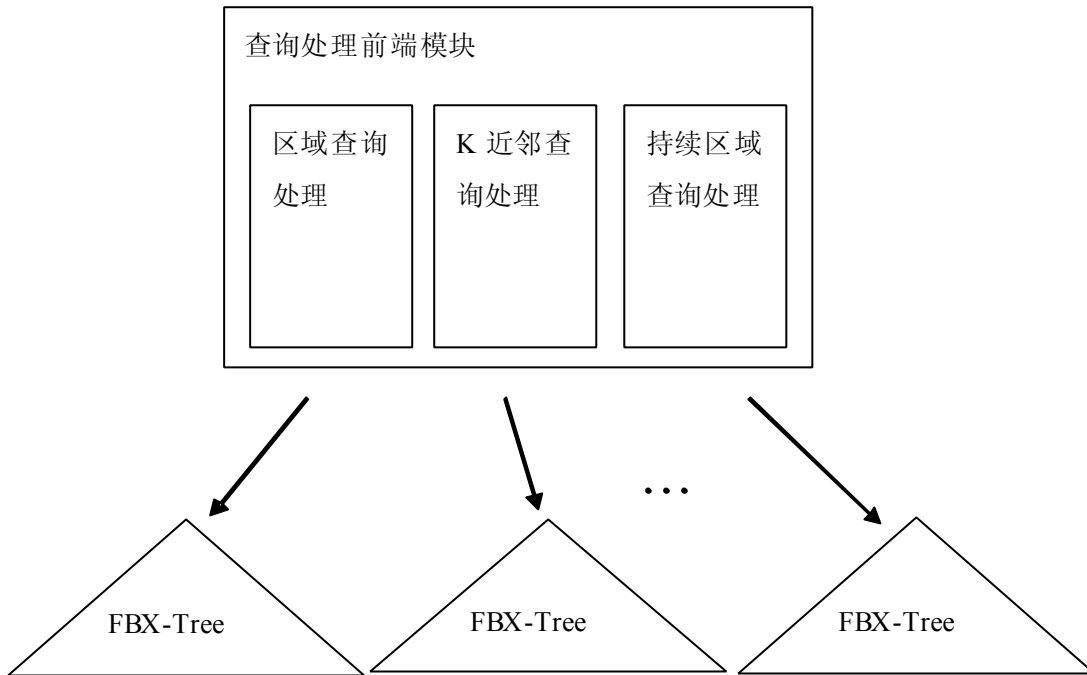 查询处理前端模块
区域查询
处理
K 近邻查
询处理
持续区域
查询处理
...
FBX-Tree
FBX-Tree
FBX-Tree